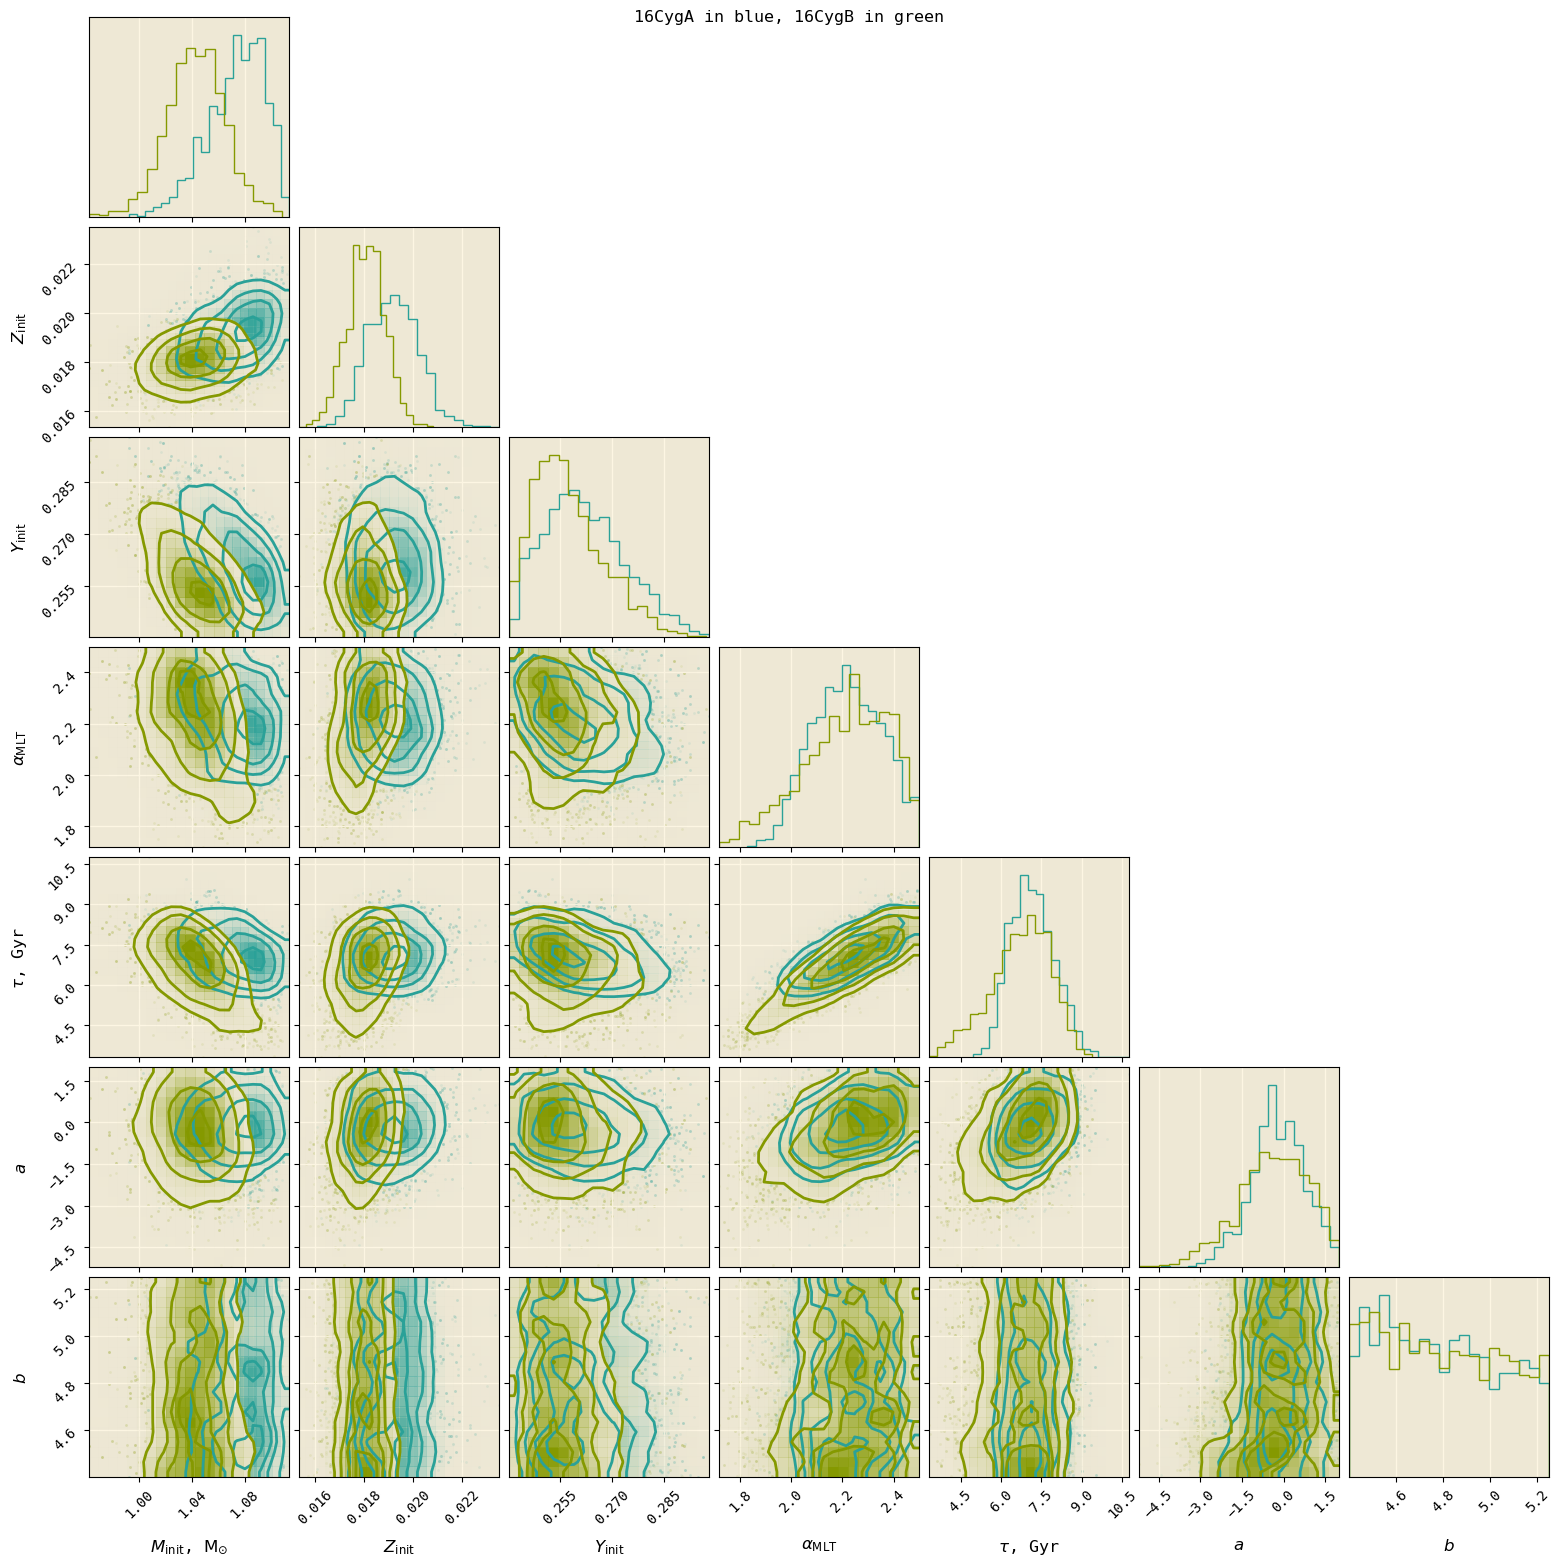 16CygA in blue, 16CygB in green
Z_init
0.022
0.020
0.018
0.016
Y_init
0.285
0.270
0.255
α_MLT
2.4
2.2
2.0
1.8
τ, Gyr
10.5
9.0
7.5
6.0
4.5
a
1.5
0.0
−1.5
−3.0
−4.5
b
5.2
5.0
4.8
4.6
1.00 1.04 1.08 0.016 0.018 0.020 0.022 0.255 0.270 0.285 1.8 2.0 2.2 2.4 4.5 6.0 7.5 9.0 10.5 −4.5 −3.0 −1.5 0.0 1.5 4.6 4.8 5.0 5.2
M_init, M_⊙ Z_init Y_init α_MLT τ, Gyr a b